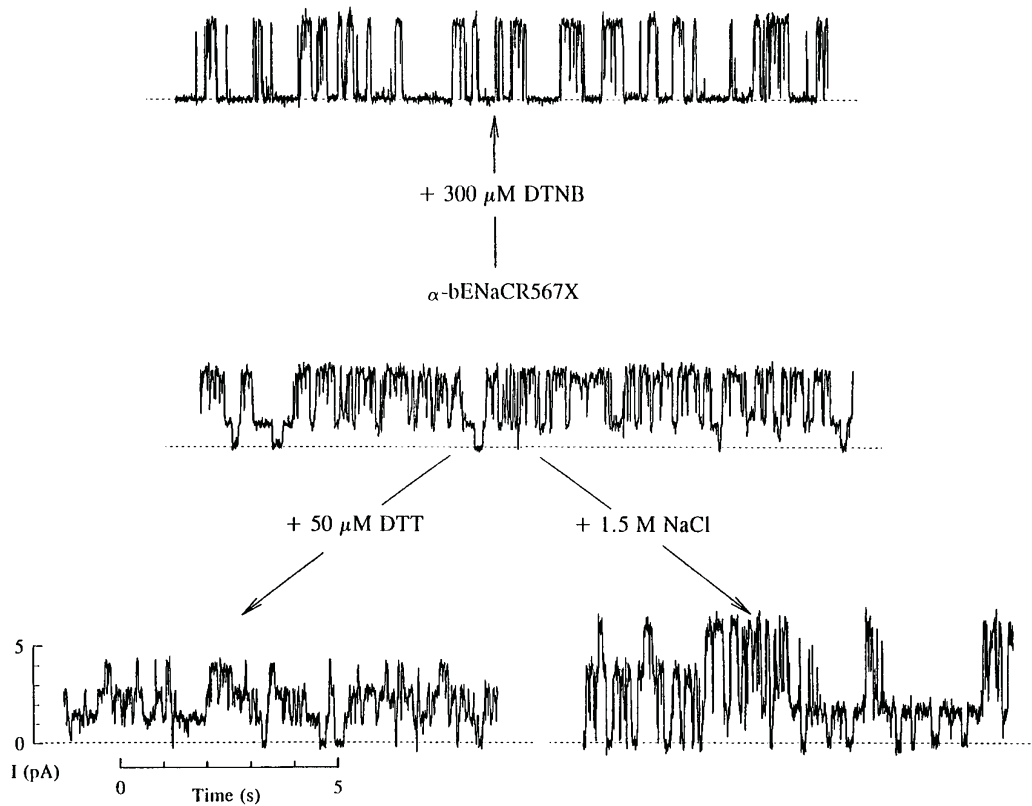 + 300 μM DTNB
α-bENaCR567X
+ 50 μM DTT
+ 1.5 M NaCl
5
0
I (pA)
0
5
Time (s)